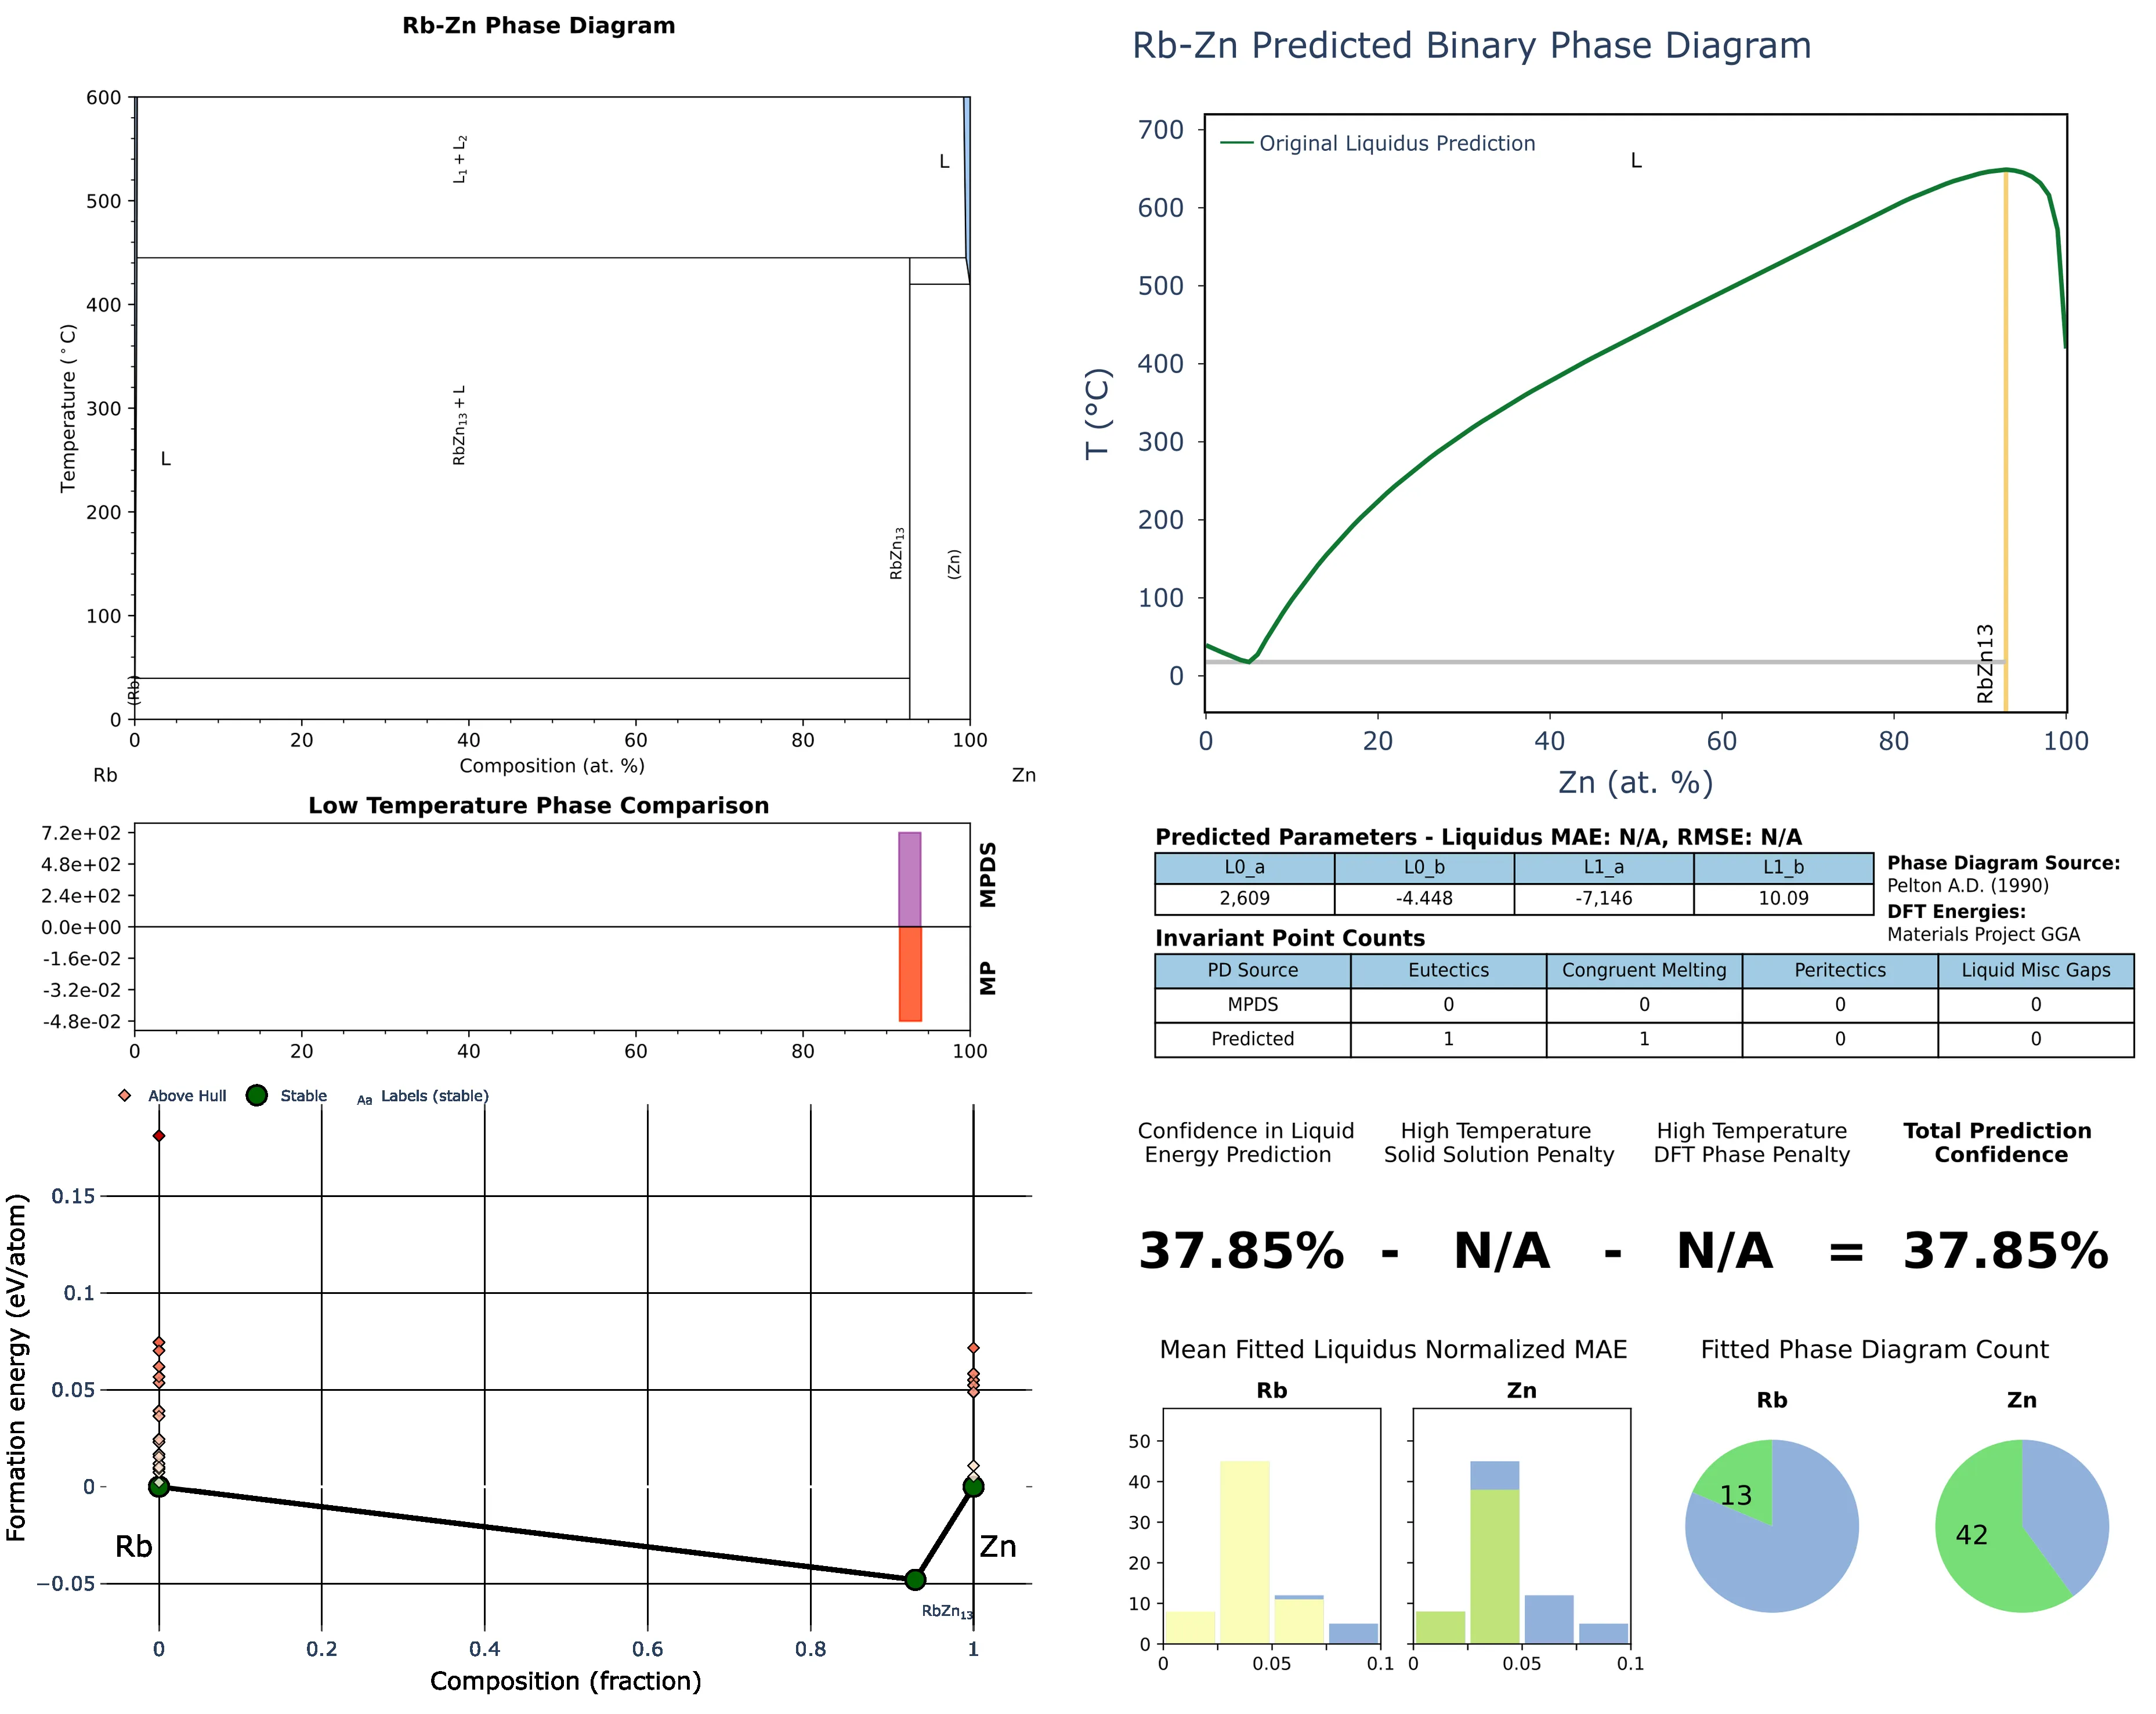 Rb-Zn Phase Diagram
600
500
400
300
200
100
0
Temperature (°C)
L₁ + L₂
L
L
RbZn₁₃ + L
RbZn₁₃
(Zn)
(Rb)
0 20 40 60 80 100
Composition (at. %)
Rb
Zn
Low Temperature Phase Comparison
7.2e+02
4.8e+02
2.4e+02
0.0e+00
-1.6e-02
-3.2e-02
-4.8e-02
MPDS
MP
0 20 40 60 80 100
Above Hull
Stable
Aa Labels (stable)
Formation energy (eV/atom)
0.15
0.1
0.05
0
−0.05
Rb
Zn
RbZn₁₃
0 0.2 0.4 0.6 0.8 1
Composition (fraction)
Rb-Zn Predicted Binary Phase Diagram
Original Liquidus Prediction
L
700
600
500
400
300
200
100
0
T (°C)
RbZn13
0 20 40 60 80 100
Zn (at. %)
Predicted Parameters - Liquidus MAE: N/A, RMSE: N/A
L0_a L0_b L1_a L1_b
2,609 -4.448 -7,146 10.09
Phase Diagram Source:
Pelton A.D. (1990)
DFT Energies:
Materials Project GGA
Invariant Point Counts
PD Source Eutectics Congruent Melting Peritectics Liquid Misc Gaps
MPDS 0 0 0 0
Predicted 1 1 0 0
Confidence in Liquid
Energy Prediction
High Temperature
Solid Solution Penalty
High Temperature
DFT Phase Penalty
Total Prediction
Confidence
37.85% - N/A - N/A = 37.85%
Mean Fitted Liquidus Normalized MAE
Rb
Zn
50
40
30
20
10
0
0 0.05 0.1
0 0.05 0.1
Fitted Phase Diagram Count
Rb
Zn
13
42